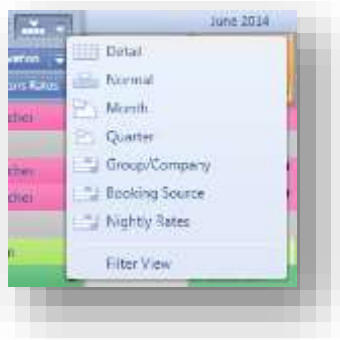 June 2014
Detail
Normal
Month
Quarter
Group/Company
Booking Source
Nightly Rates
Filter View